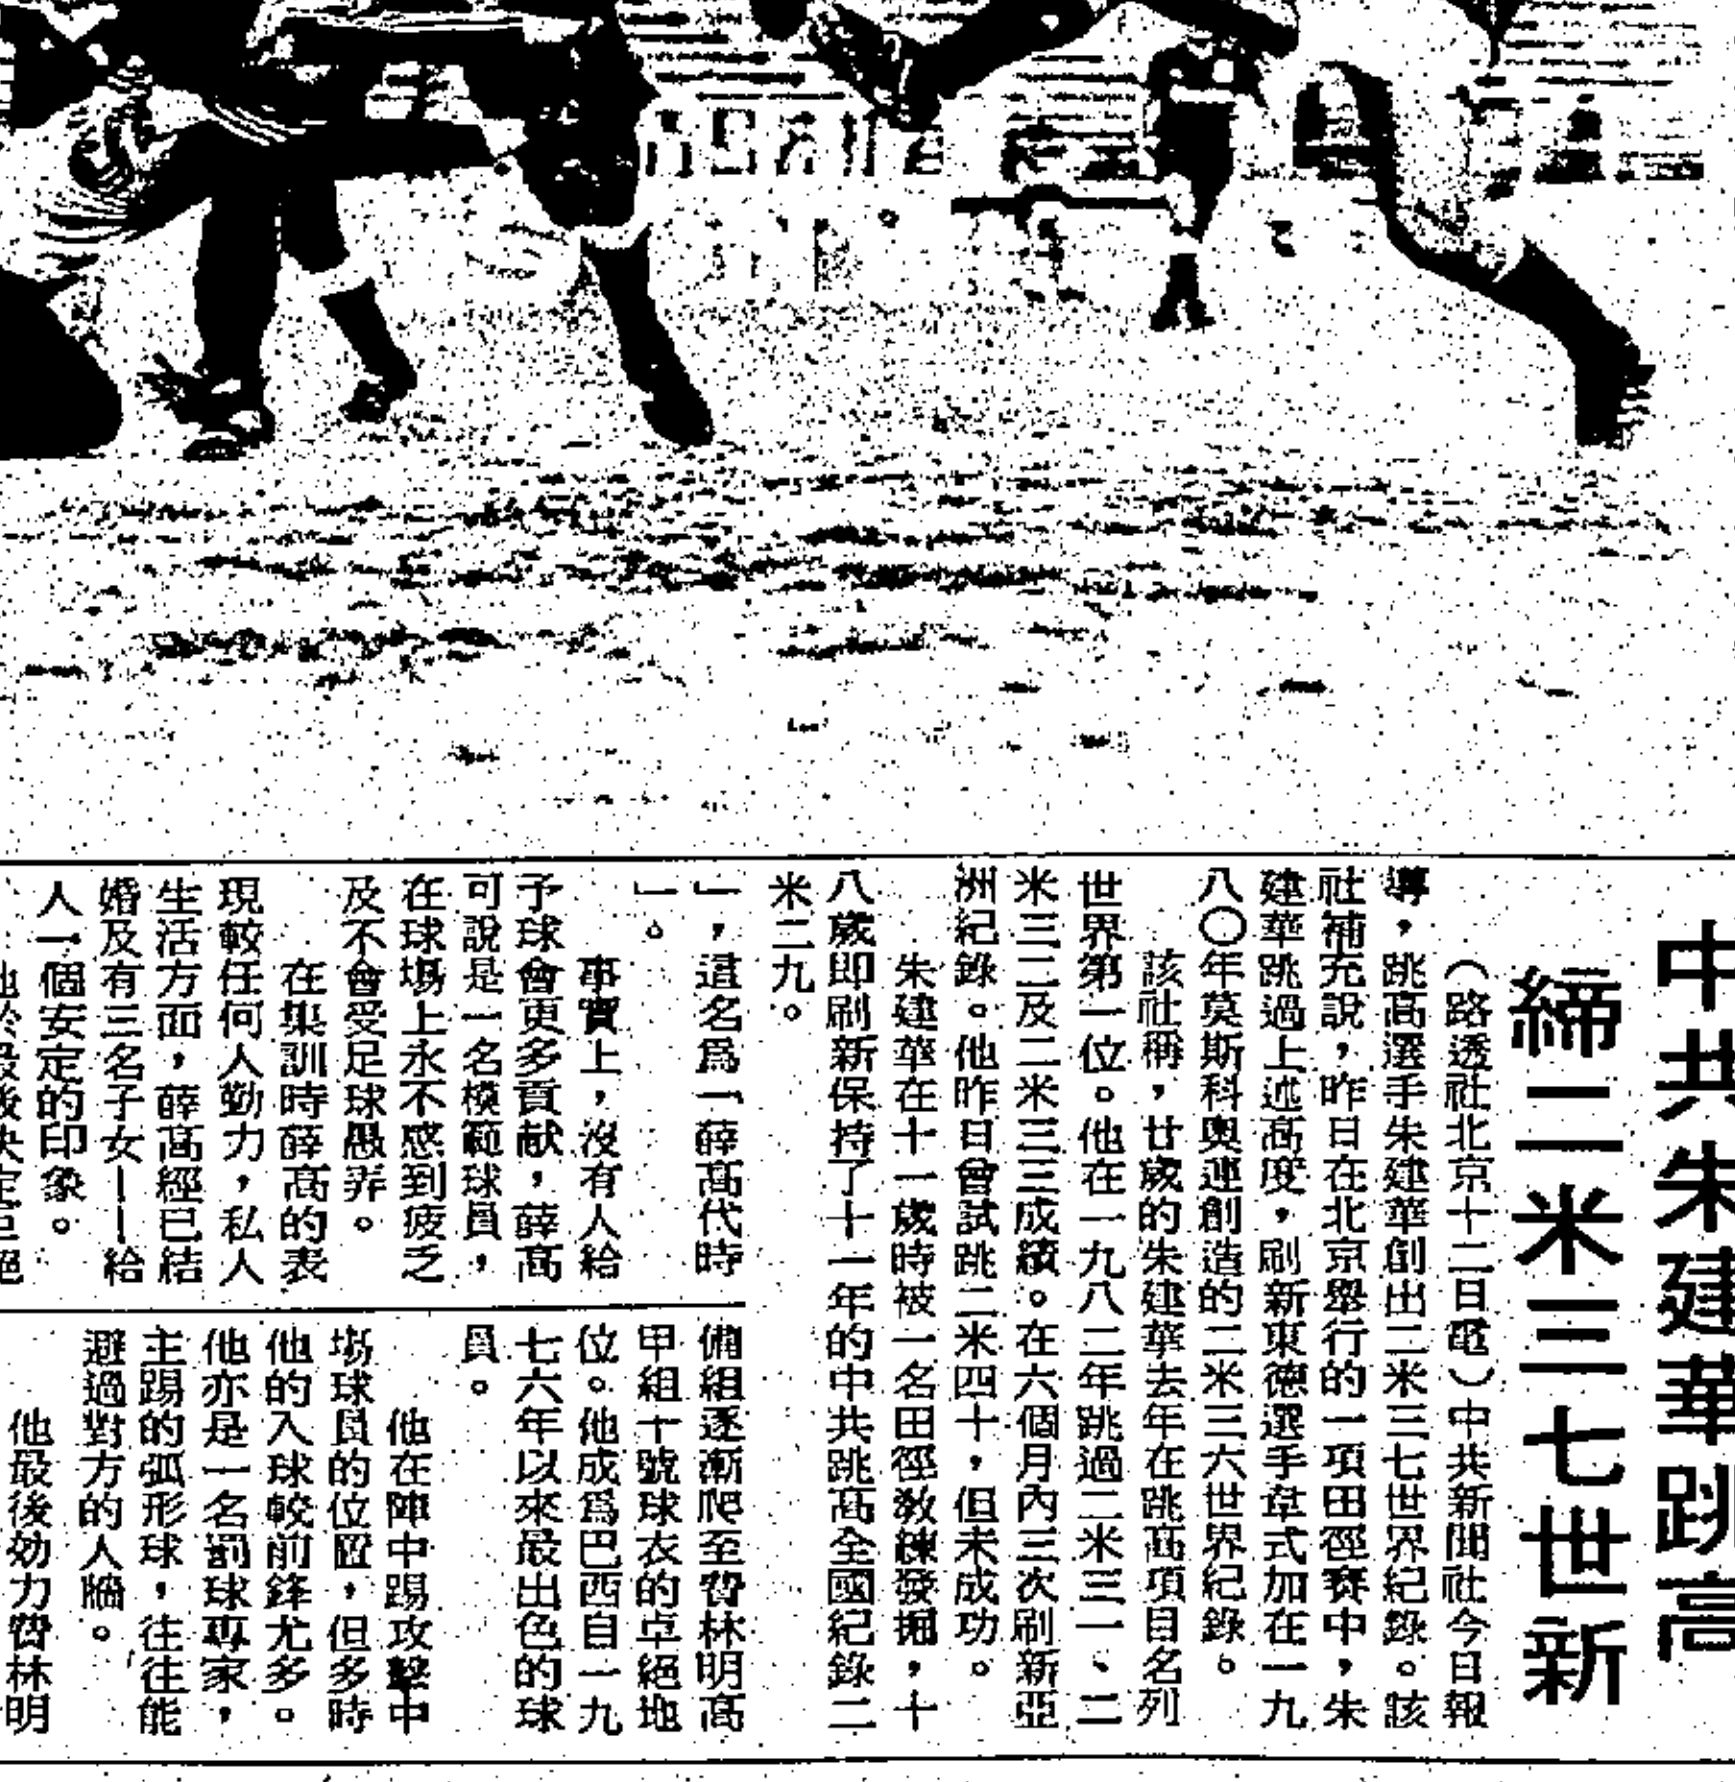 中共朱建華跳高
締二米三七世新
（路透社北京十二日電）中共新聞社今日報
導，跳高選手朱建華創出二米三七世界紀錄。該
社補充說，昨日在北京舉行的一項田徑賽中，朱
建華跳過上述高度，刷新東德選手韋式加在一九
八〇年莫斯科奧運創造的二米三六世界紀錄。
該社稱，廿歲的朱建華去年在跳高項目名列
世界第一位。他在一九八二年跳過二米三一、二
米三二及二米三三成績。在六個月內三次刷新亞
洲紀錄。他昨日曾試跳二米四十，但未成功。
朱建華在十一歲時被一名田徑教練發掘，十
八歲即刷新保持了十一年的中共跳高全國紀錄二
米二九。
」，這名爲「薛高代時
」。
事實上，沒有人給
予球會更多貢献，薛高
可說是一名模範球員，
在球場上永不感到疲乏
及不會受足球愚弄。
在集訓時薛高的表
現較任何人勤力，私人
生活方面，薛高經已結
婚及有三名子女——給
人一個安定的印象。
他於最後決定拒絕
備組逐漸爬至費林明高
甲組十號球衣的卓絕地
位。他成爲巴西自一九
七六年以來最出色的球
員。
他在陣中踢攻擊中
場球員的位置，但多時
他的入球較前鋒尤多。
他亦是一名罰球專家，
主踢的弧形球，往往能
避過對方的人牆。
他最後効力費林明